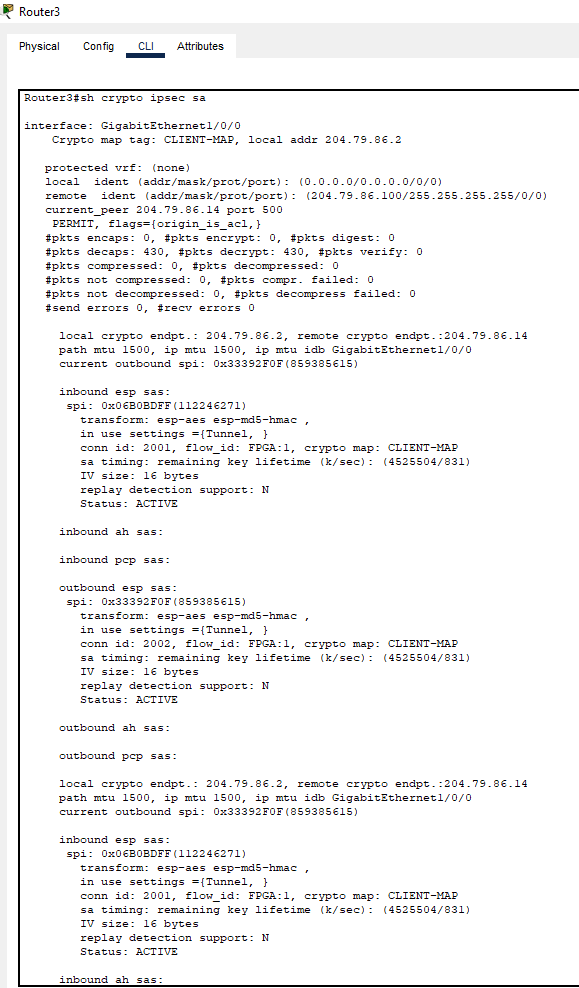 Router3
Physical Config CLI Attributes
Router3#sh crypto ipsec sa
interface: GigabitEthernet1/0/0
Crypto map tag: CLIENT-MAP, local addr 204.79.86.2
protected vrf: (none)
local ident (addr/mask/prot/port): (0.0.0.0/0.0.0.0/0/0)
remote ident (addr/mask/prot/port): (204.79.86.100/255.255.255.255/0/0)
current_peer 204.79.86.14 port 500
PERMIT, flags={origin_is_acl,}
#pkts encaps: 0, #pkts encrypt: 0, #pkts digest: 0
#pkts decaps: 430, #pkts decrypt: 430, #pkts verify: 0
#pkts compressed: 0, #pkts decompressed: 0
#pkts not compressed: 0, #pkts compr. failed: 0
#pkts not decompressed: 0, #pkts decompress failed: 0
#send errors 0, #recv errors 0
local crypto endpt.: 204.79.86.2, remote crypto endpt.:204.79.86.14
path mtu 1500, ip mtu 1500, ip mtu idb GigabitEthernet1/0/0
current outbound spi: 0x33392F0F(859385615)
inbound esp sas:
spi: 0x06B0BDFF(112246271)
transform: esp-aes esp-md5-hmac ,
in use settings ={Tunnel, }
conn id: 2001, flow_id: FPGA:1, crypto map: CLIENT-MAP
sa timing: remaining key lifetime (k/sec): (4525504/831)
IV size: 16 bytes
replay detection support: N
Status: ACTIVE
inbound ah sas:
inbound pcp sas:
outbound esp sas:
spi: 0x33392F0F(859385615)
transform: esp-aes esp-md5-hmac ,
in use settings ={Tunnel, }
conn id: 2002, flow_id: FPGA:1, crypto map: CLIENT-MAP
sa timing: remaining key lifetime (k/sec): (4525504/831)
IV size: 16 bytes
replay detection support: N
Status: ACTIVE
outbound ah sas:
outbound pcp sas:
local crypto endpt.: 204.79.86.2, remote crypto endpt.:204.79.86.14
path mtu 1500, ip mtu 1500, ip mtu idb GigabitEthernet1/0/0
current outbound spi: 0x33392F0F(859385615)
inbound esp sas:
spi: 0x06B0BDFF(112246271)
transform: esp-aes esp-md5-hmac ,
in use settings ={Tunnel, }
conn id: 2001, flow_id: FPGA:1, crypto map: CLIENT-MAP
sa timing: remaining key lifetime (k/sec): (4525504/831)
IV size: 16 bytes
replay detection support: N
Status: ACTIVE
inbound ah sas: